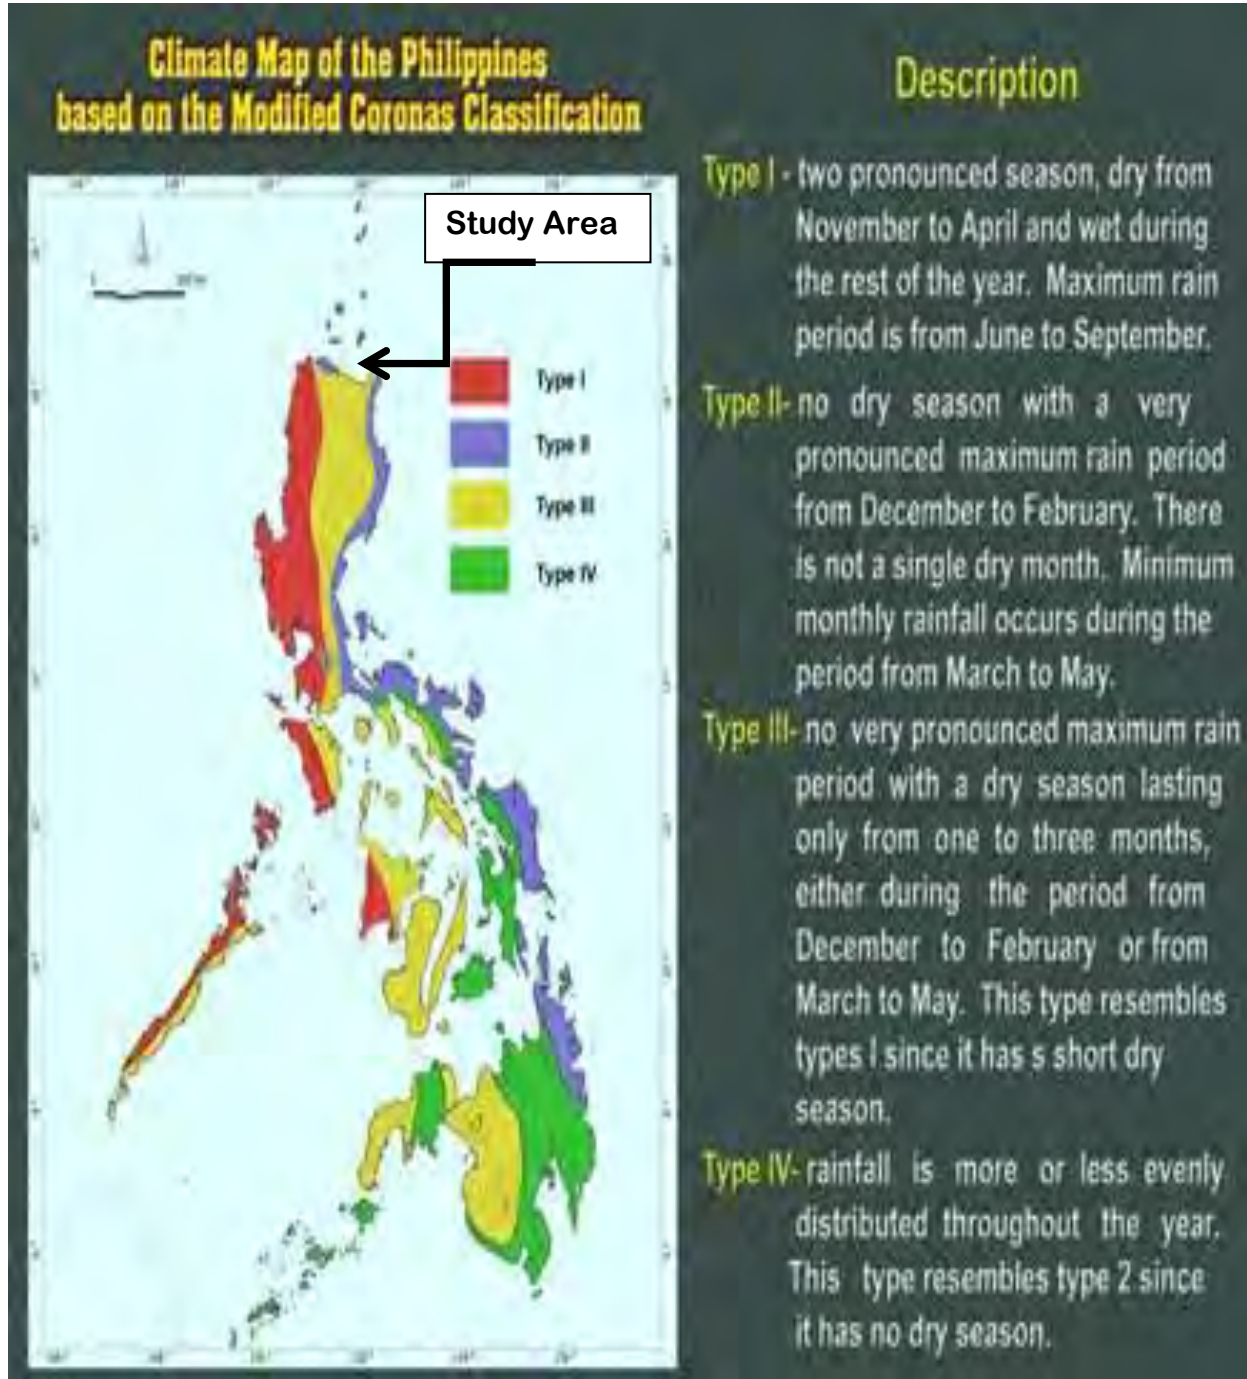 Climate Map of the Philippines
based on the Modified Coronas Classification
Study Area
Type I
Type II
Type III
Type IV
Description
Type I - two pronounced season, dry from
November to April and wet during
the rest of the year. Maximum rain
period is from June to September.
Type II- no dry season with a very
pronounced maximum rain period
from December to February. There
is not a single dry month. Minimum
monthly rainfall occurs during the
period from March to May.
Type III- no very pronounced maximum rain
period with a dry season lasting
only from one to three months,
either during the period from
December to February or from
March to May. This type resembles
types I since it has s short dry
season.
Type IV- rainfall is more or less evenly
distributed throughout the year.
This type resembles type 2 since
it has no dry season.